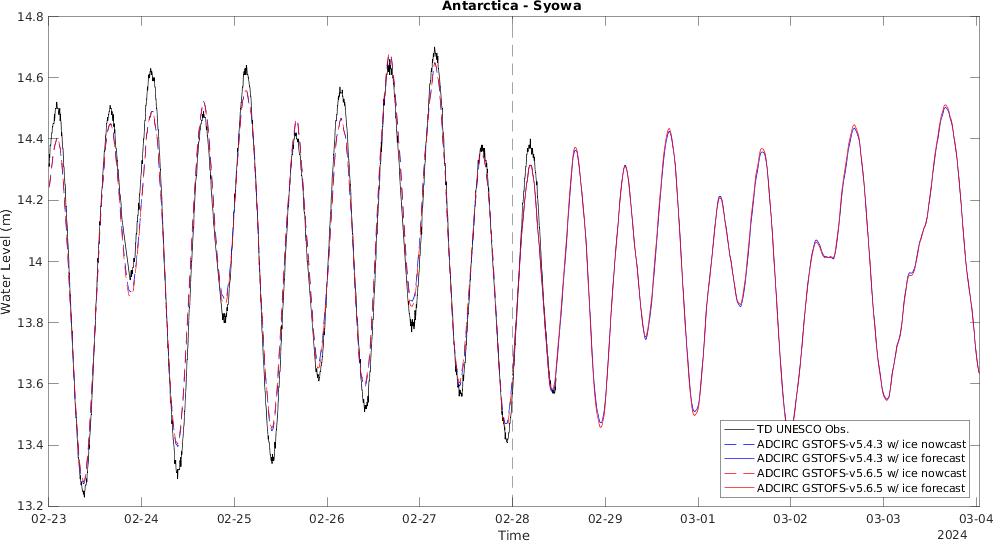 Antarctica - Syowa
14.8
14.6
14.4
14.2
14
13.8
13.6
13.4
13.2
Water Level (m)
TD UNESCO Obs.
ADCIRC GSTOFS-v5.4.3 w/ ice nowcast
ADCIRC GSTOFS-v5.4.3 w/ ice forecast
ADCIRC GSTOFS-v5.6.5 w/ ice nowcast
ADCIRC GSTOFS-v5.6.5 w/ ice forecast
02-23 02-24 02-25 02-26 02-27 02-28 02-29 03-01 03-02 03-03 03-04
Time
2024